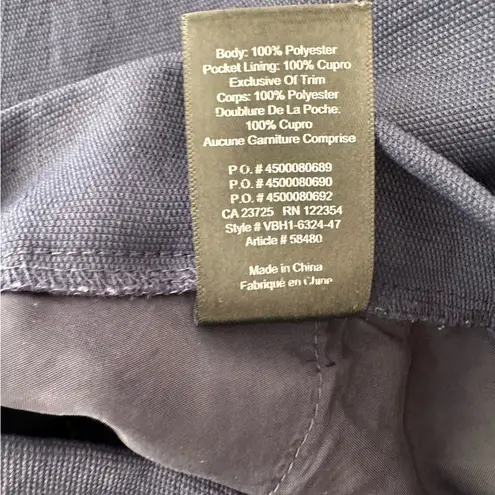 Body: 100% Polyester
Pocket Lining: 100% Cupro
Exclusive Of Trim
Corps: 100% Polyester
Doublure De La Poche:
100% Cupro
Aucune Garniture Comprise
P.O. # 4500080689
P.O. # 4500080690
P.O. # 4500080692
CA 23725 RN 122354
Style # VBH1-6324-47
Article # 58480
Made in China
Fabriqué en Chine